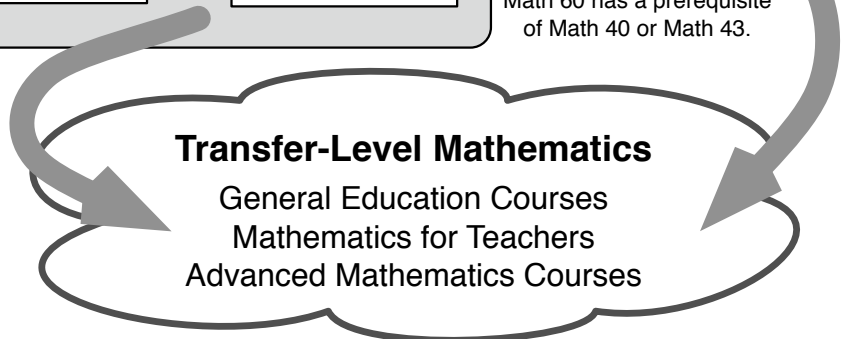 Math 60 has a prerequisite
of Math 40 or Math 43.
Transfer-Level Mathematics
General Education Courses
Mathematics for Teachers
Advanced Mathematics Courses